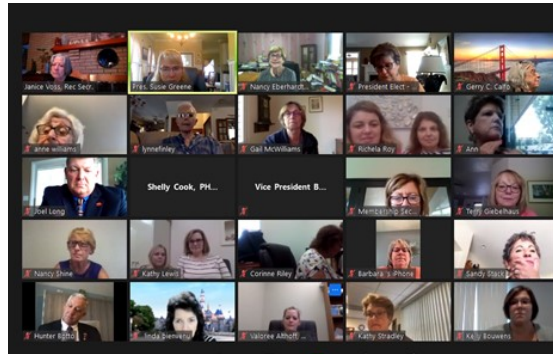 Janice Voss, Rec Secr.
Pres. Susie Greene
Nancy Eberhardt...
President Elect -
Gerry C. Calfo
anne williams
lynnefinley
Gail McWilliams
Richela Roy
Ann
Joel Long
Shelly Cook, PH...
Vice President B...
Membership Sec...
Terry Giebelhaus
Nancy Shine
Kathy Lewis
Corinne Riley
Barbara 's iPhone
Sandy Stack
Hunter Botto
linda bienvenu
Valoree Althoff, ...
Kathy Stradley
Kelly Bouwens